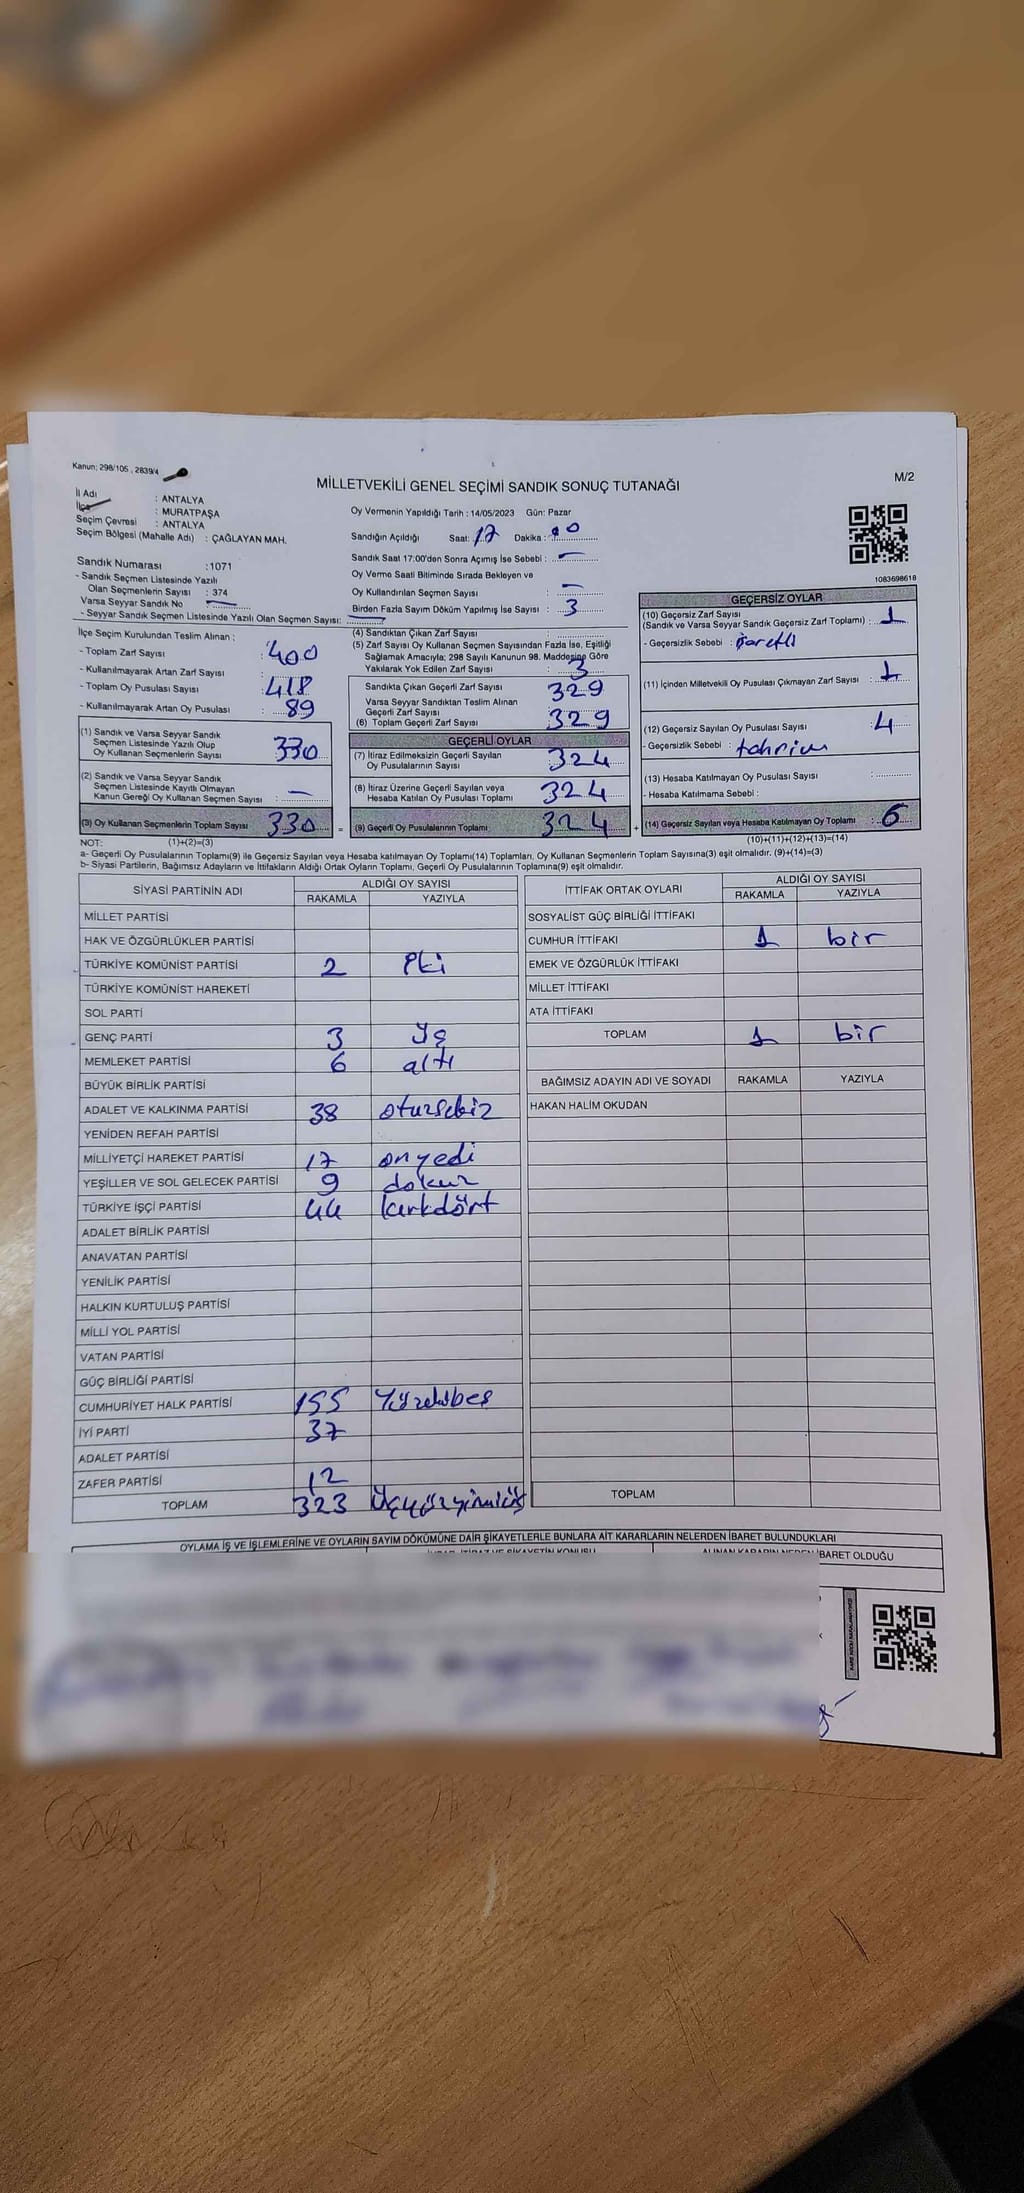 Kanun: 298/105 , 2839/4
M/2
MİLLETVEKİLİ GENEL SEÇİMİ SANDIK SONUÇ TUTANAĞI
İl Adı : ANTALYA
İlçe : MURATPAŞA
Seçim Çevresi : ANTALYA
Seçim Bölgesi (Mahalle Adı) : ÇAĞLAYAN MAH.
Sandık Numarası :1071
- Sandık Seçmen Listesinde Yazılı
Olan Seçmenlerin Sayısı : 374
Varsa Seyyar Sandık No
- Seyyar Sandık Seçmen Listesinde Yazılı Olan Seçmen Sayısı:
Oy Vermenin Yapıldığı Tarih : 14/05/2023 Gün: Pazar
Sandığın Açıldığı Saat: 17 Dakika :
Sandık Saat 17:00'den Sonra Açımış İse Sebebi : –
Oy Verme Saati Bitiminde Sırada Bekleyen ve
Oy Kullandırılan Seçmen Sayısı –
Birden Fazla Sayım Döküm Yapılmış İse Sayısı : 3
1083698618
İlçe Seçim Kurulundan Teslim Alınan ;
- Toplam Zarf Sayısı : 400
- Kullanılmayarak Artan Zarf Sayısı :
- Toplam Oy Pusulası Sayısı : 418
- Kullanılmayarak Artan Oy Pusulası : 89
(1) Sandık ve Varsa Seyyar Sandık
Seçmen Listesinde Yazılı Olup
Oy Kullanan Seçmenlerin Sayısı 330
(2) Sandık ve Varsa Seyyar Sandık
Seçmen Listesinde Kayıtlı Olmayan
Kanun Gereği Oy Kullanan Seçmen Sayısı : –
(3) Oy Kullanan Seçmenlerin Toplam Sayısı 330
(4) Sandıktan Çıkan Zarf Sayısı :
(5) Zarf Sayısı Oy Kullanan Seçmen Sayısından Fazla İse, Eşitliği
Sağlamak Amacıyla; 298 Sayılı Kanunun 98. Maddesine Göre
Yakılarak Yok Edilen Zarf Sayısı : 3
Sandıkta Çıkan Geçerli Zarf Sayısı 329
Varsa Seyyar Sandıktan Teslim Alınan
Geçerli Zarf Sayısı
(6) Toplam Geçerli Zarf Sayısı 329
GEÇERLİ OYLAR
(7) İtiraz Edilmeksizin Geçerli Sayılan
Oy Pusulalarının Sayısı 324
(8) İtiraz Üzerine Geçerli Sayılan veya
Hesaba Katılan Oy Pusulası Toplamı 324
= (9) Geçerli Oy Pusulalarının Toplamı 324 +
GEÇERSİZ OYLAR
(10) Geçersiz Zarf Sayısı
(Sandık ve Varsa Seyyar Sandık Geçersiz Zarf Toplamı) : 1
- Geçersizlik Sebebi : işaretli
(11) İçinden Milletvekili Oy Pusulası Çıkmayan Zarf Sayısı : 1
(12) Geçersiz Sayılan Oy Pusulası Sayısı 4
- Geçersizlik Sebebi :
(13) Hesaba Katılmayan Oy Pusulası Sayısı :
- Hesaba Katılmama Sebebi :
(14) Geçersiz Sayılan veya Hesaba Katılmayan Oy Toplamı : 6
NOT: (1)+(2)=(3) (10)+(11)+(12)+(13)=(14)
a- Geçerli Oy Pusulalarının Toplamı(9) ile Geçersiz Sayılan veya Hesaba katılmayan Oy Toplamı(14) Toplamları, Oy Kullanan Seçmenlerin Toplam Sayısına(3) eşit olmalıdır. (9)+(14)=(3)
b- Siyasi Partilerin, Bağımsız Adayların ve İttifakların Aldığı Ortak Oyların Toplamı, Geçerli Oy Pusulalarının Toplamına(9) eşit olmalıdır.
SİYASİ PARTİNİN ADI ALDIĞI OY SAYISI
RAKAMLA YAZIYLA
MİLLET PARTİSİ
HAK VE ÖZGÜRLÜKLER PARTİSİ
TÜRKİYE KOMÜNİST PARTİSİ 2 iki
TÜRKİYE KOMÜNİST HAREKETİ
SOL PARTİ
GENÇ PARTİ 3 üç
MEMLEKET PARTİSİ 6 altı
BÜYÜK BİRLİK PARTİSİ
ADALET VE KALKINMA PARTİSİ 38 otuzsekiz
YENİDEN REFAH PARTİSİ
MİLLİYETÇİ HAREKET PARTİSİ 17 onyedi
YEŞİLLER VE SOL GELECEK PARTİSİ 9 dokuz
TÜRKİYE İŞÇİ PARTİSİ 44 kırkdört
ADALET BİRLİK PARTİSİ
ANAVATAN PARTİSİ
YENİLİK PARTİSİ
HALKIN KURTULUŞ PARTİSİ
MİLLİ YOL PARTİSİ
VATAN PARTİSİ
GÜÇ BİRLİĞİ PARTİSİ
CUMHURİYET HALK PARTİSİ 155
İYİ PARTİ 37
ADALET PARTİSİ
ZAFER PARTİSİ 12
TOPLAM 323 üçyüzyirmiüç
İTTİFAK ORTAK OYLARI ALDIĞI OY SAYISI
RAKAMLA YAZIYLA
SOSYALİST GÜÇ BİRLİĞİ İTTİFAKI
CUMHUR İTTİFAKI 1 bir
EMEK VE ÖZGÜRLÜK İTTİFAKI
MİLLET İTTİFAKI
ATA İTTİFAKI
TOPLAM 1 bir
BAĞIMSIZ ADAYIN ADI VE SOYADI RAKAMLA YAZIYLA
HAKAN HALİM OKUDAN
TOPLAM
OYLAMA İŞ VE İŞLEMLERİNE VE OYLARIN SAYIM DÖKÜMÜNE DAİR ŞİKAYETLERLE BUNLARA AİT KARARLARIN NELERDEN İBARET BULUNDUKLARI
ALINAN KARARIN NEDEN İBARET OLDUĞU